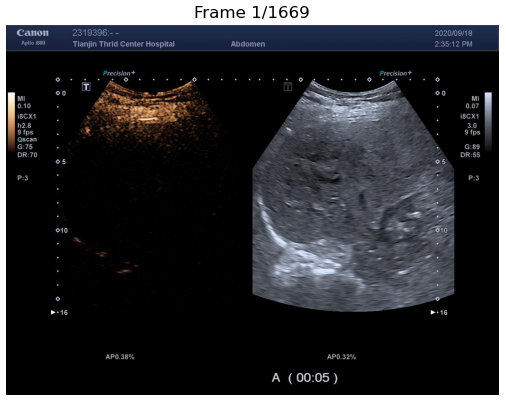 Frame 1/1669
Canon
2319396:- -
2020/09/18
Aplio i800
Tianjin Thrid Center Hospital
Abdomen
2:35:12 PM
Precision+
Precision+
T
T
0
0
MI
0.10
i8CX1
h2.8
9 fps
Qscan
G:75
DR:70
P:3
MI
0.07
i8CX1
3.0
9 fps
G:89
DR:55
P:3
5
5
10
10
16
16
AP0.38%
AP0.32%
A ( 00:05 )